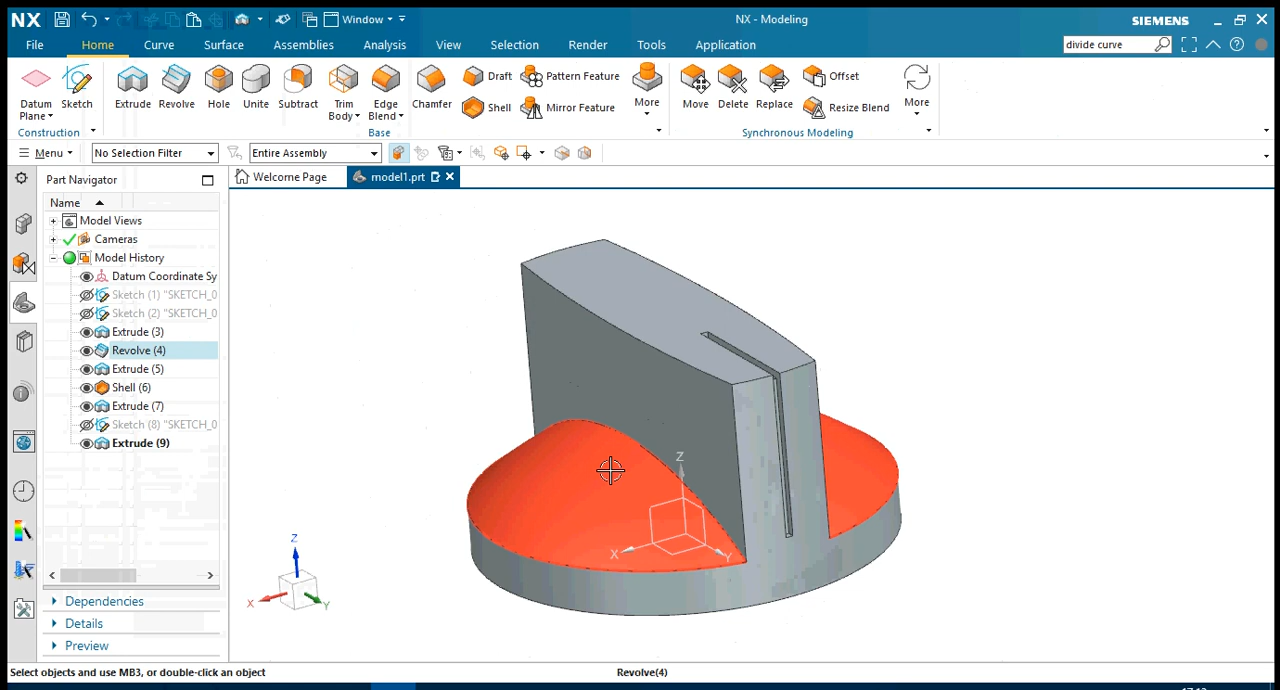 NX Window NX - Modeling SIEMENS
File Home Curve Surface Assemblies Analysis View Selection Render Tools Application divide curve
Datum Plane Sketch Extrude Revolve Hole Unite Subtract Trim Body Edge Blend Chamfer Draft Shell Pattern Feature Mirror Feature More Move Delete Replace Offset Resize Blend More
Construction Base Synchronous Modeling
Menu No Selection Filter Entire Assembly
Part Navigator Welcome Page model1.prt
Name
Model Views
Cameras
Model History
Datum Coordinate Sy
Sketch (1) "SKETCH_0
Sketch (2) "SKETCH_0
Extrude (3)
Revolve (4)
Extrude (5)
Shell (6)
Extrude (7)
Sketch (8) "SKETCH_0
Extrude (9)
Z
X
Y
Z
X
Y
Dependencies
Details
Preview
Select objects and use MB3, or double-click an object Revolve(4)